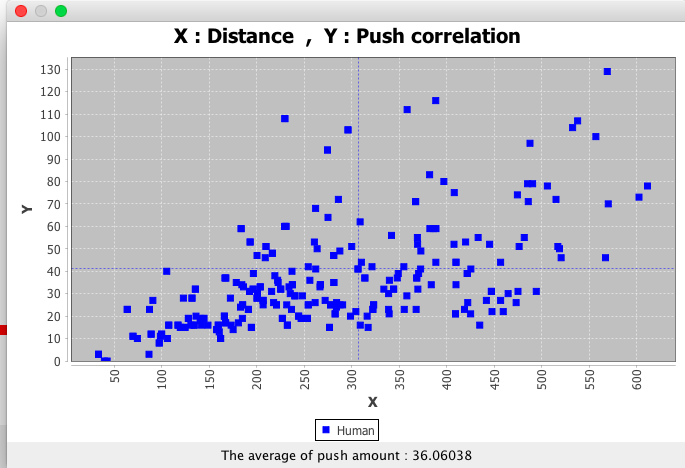 X : Distance , Y : Push correlation
130
120
110
100
90
80
70
60
50
40
30
20
10
0
Y
50 100 150 200 250 300 350 400 450 500 550 600
X
Human
The average of push amount : 36.06038